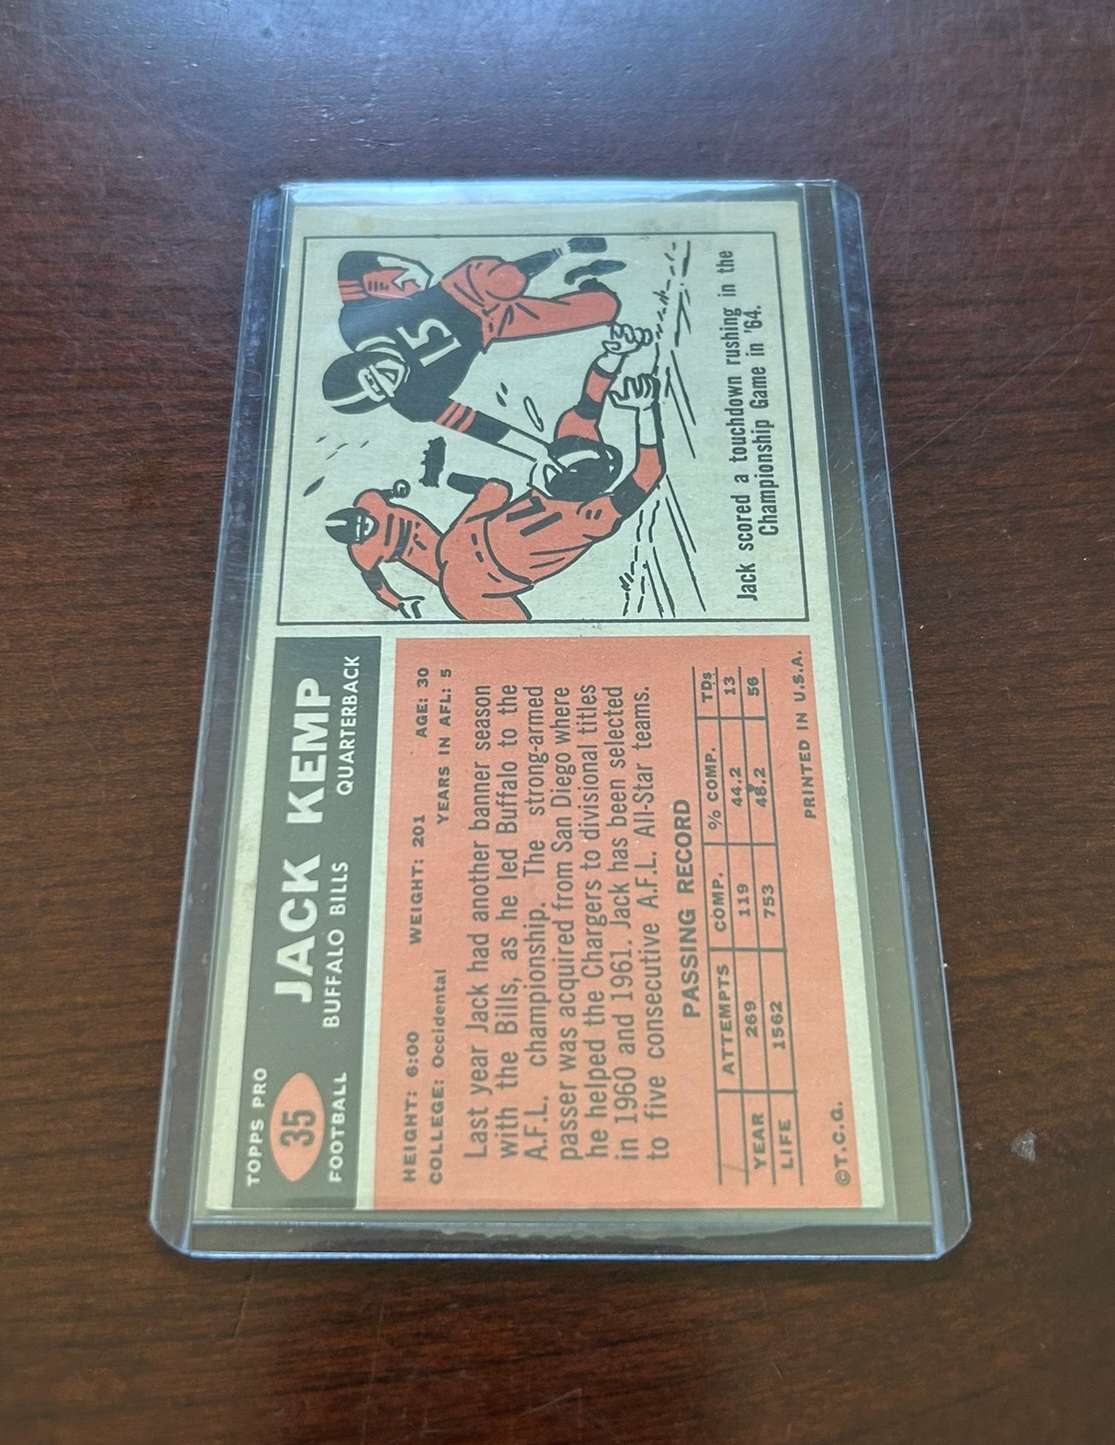 TOPPS PRO
35
FOOTBALL
JACK KEMP
BUFFALO BILLS QUARTERBACK
HEIGHT: 6:00 WEIGHT: 201 AGE: 30
COLLEGE: Occidental YEARS IN AFL: 5
Last year Jack had another banner season
with the Bills, as he led Buffalo to the
A.F.L. championship. The strong-armed
passer was acquired from San Diego where
he helped the Chargers to divisional titles
in 1960 and 1961. Jack has been selected
to five consecutive A.F.L. All-Star teams.
PASSING RECORD
ATTEMPTS COMP. % COMP. TDs
YEAR 269 119 44.2 13
LIFE 1562 753 48.2 56
©T.C.G. PRINTED IN U.S.A.
15
Jack scored a touchdown rushing in the
Championship Game in '64.